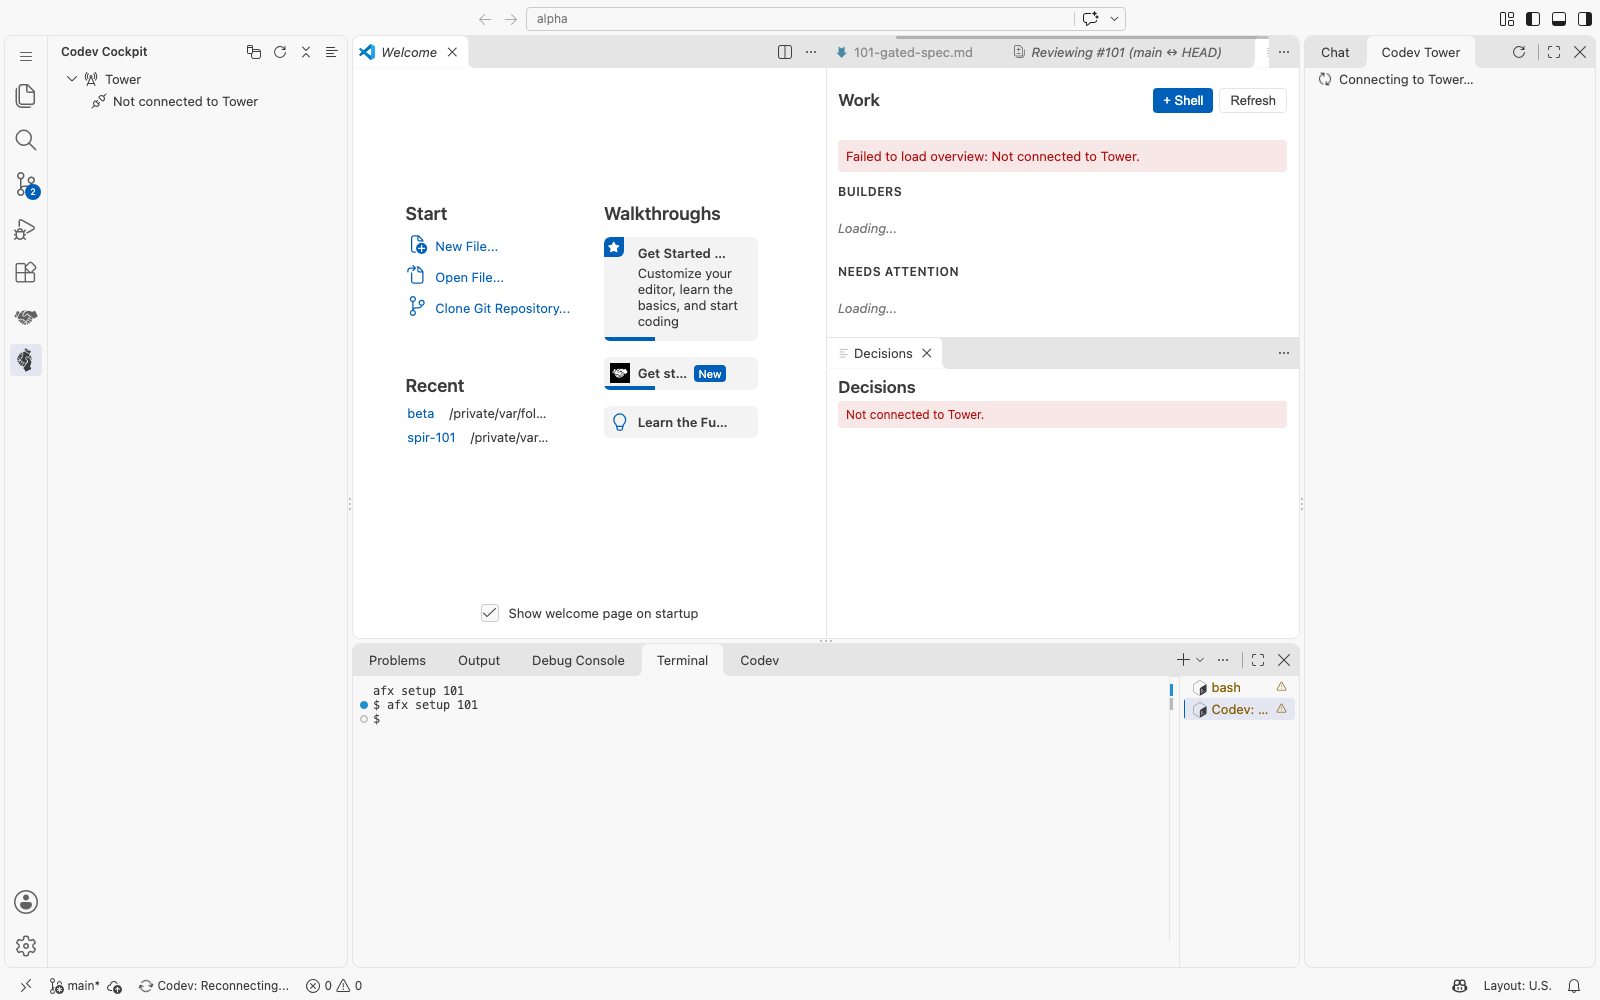 alpha
Codev Cockpit
Tower
Not connected to Tower
2
Welcome
101-gated-spec.md
Reviewing #101 (main ↔ HEAD)
Start
New File...
Open File...
Clone Git Repository...
Recent
beta /private/var/fol...
spir-101 /private/var...
Walkthroughs
Get Started ...
Customize your
editor, learn the
basics, and start
coding
Get st... New
Learn the Fu...
Show welcome page on startup
Work
+ Shell
Refresh
Failed to load overview: Not connected to Tower.
BUILDERS
Loading...
NEEDS ATTENTION
Loading...
Decisions
Decisions
Not connected to Tower.
Chat
Codev Tower
Connecting to Tower...
Problems
Output
Debug Console
Terminal
Codev
afx setup 101
$ afx setup 101
$
bash
Codev: ...
main*
Codev: Reconnecting...
0
0
Layout: U.S.